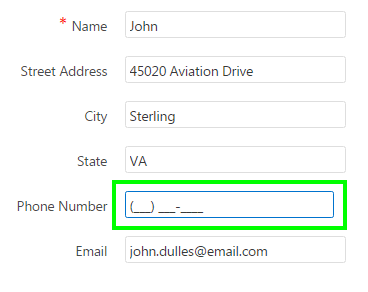 * Name John
Street Address 45020 Aviation Drive
City Sterling
State VA
Phone Number (___) ___-____
Email john.dulles@email.com